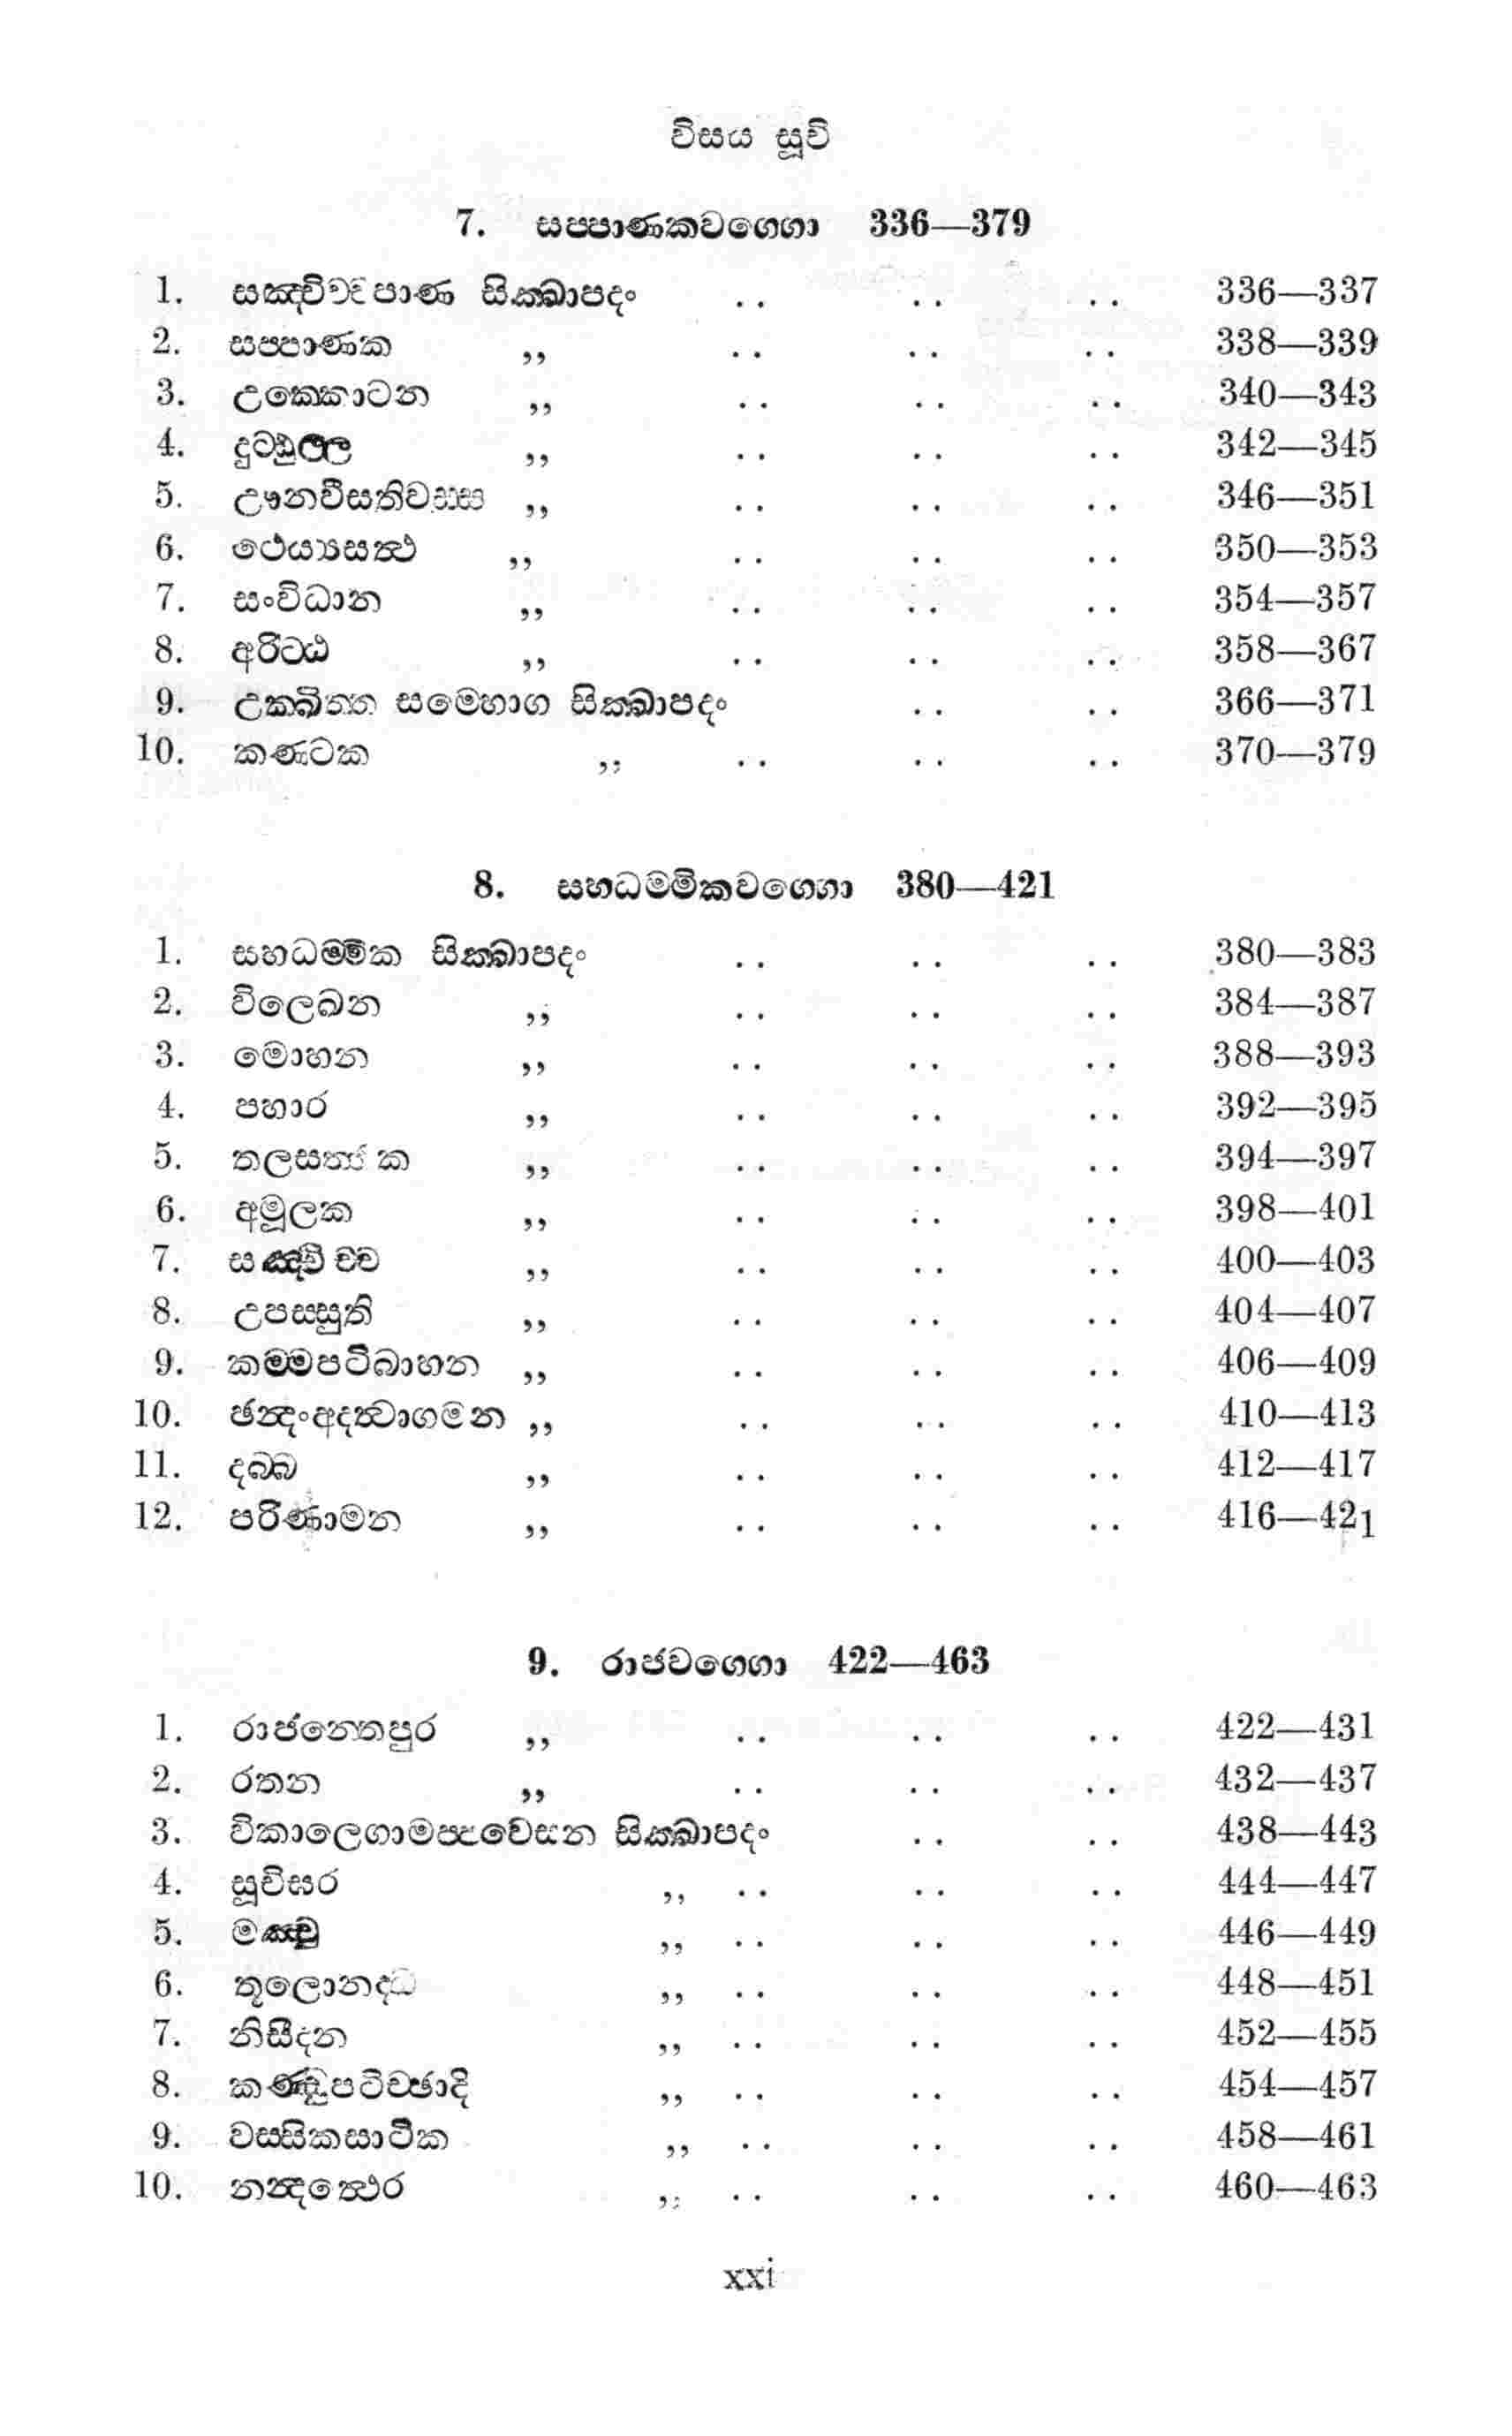 විසය සූචි
7. සප්පාණකවග්ගො 336—379
1. සඤ්චිච්චපාණ සික්ඛාපදං .. .. .. 336—337
2. සප්පාණක ,, .. .. .. 338—339
3. උක්කොටන ,, .. .. .. 340—343
4. දුට්ඨුල්ල ,, .. .. .. 342—345
5. ඌනවීසතිවස්ස ,, .. .. .. 346—351
6. ථෙය්‍යසත්ථ ,, .. .. .. 350—353
7. සංවිධාන ,, .. .. .. 354—357
8. අරිට්ඨ ,, .. .. .. 358—367
9. උක්ඛිත්ත සම්භොග සික්ඛාපදං .. .. 366—371
10. කණ්ටක ,, .. .. .. 370—379
8. සහධම්මිකවග්ගො 380—421
1. සහධම්මික සික්ඛාපදං .. .. .. 380—383
2. විලෙඛන ,, .. .. .. 384—387
3. මොහන ,, .. .. .. 388—393
4. පහාර ,, .. .. .. 392—395
5. තලසත්තික ,, .. .. .. 394—397
6. අමූලක ,, .. .. .. 398—401
7. සඤ්චිච්ච ,, .. .. .. 400—403
8. උපස්සුති ,, .. .. .. 404—407
9. කම්මපටිබාහන ,, .. .. .. 406—409
10. ඡන්දංඅදත්වාගමන ,, .. .. .. 410—413
11. දබ්බ ,, .. .. .. 412—417
12. පරිණාමන ,, .. .. .. 416—421
9. රාජවග්ගො 422—463
1. රාජන්තෙපුර ,, .. .. .. 422—431
2. රතන ,, .. .. .. 432—437
3. විකාලෙගාමප්පවෙසන සික්ඛාපදං .. .. 438—443
4. සූචිඝර ,, .. .. .. 444—447
5. මඤ්ච ,, .. .. .. 446—449
6. තූලොනද්ධ ,, .. .. .. 448—451
7. නිසීදන ,, .. .. .. 452—455
8. කණ්ඩුපටිච්ඡාදි ,, .. .. .. 454—457
9. වස්සිකසාටික ,, .. .. .. 458—461
10. නන්දත්ථෙර ,, .. .. .. 460—463
xxi